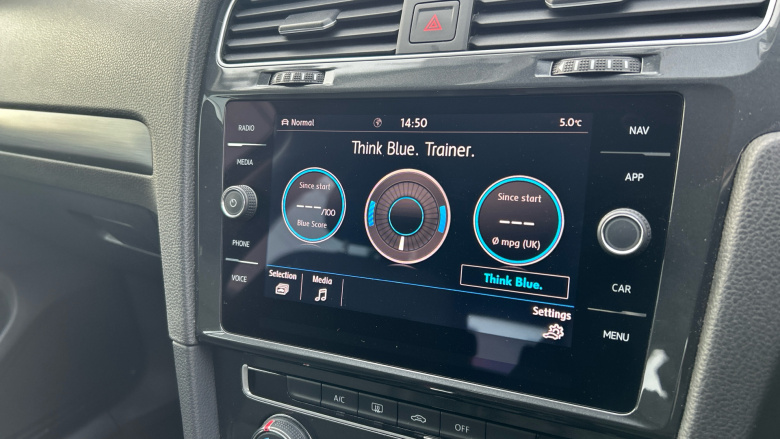 RADIO
MEDIA
PHONE
VOICE
Normal 14:50 5.0°C
Think Blue. Trainer.
Since start
---/100
Blue Score
Since start
---
Ø mpg (UK)
Think Blue.
Selection
Media
Settings
NAV
APP
CAR
MENU
A/C
OFF